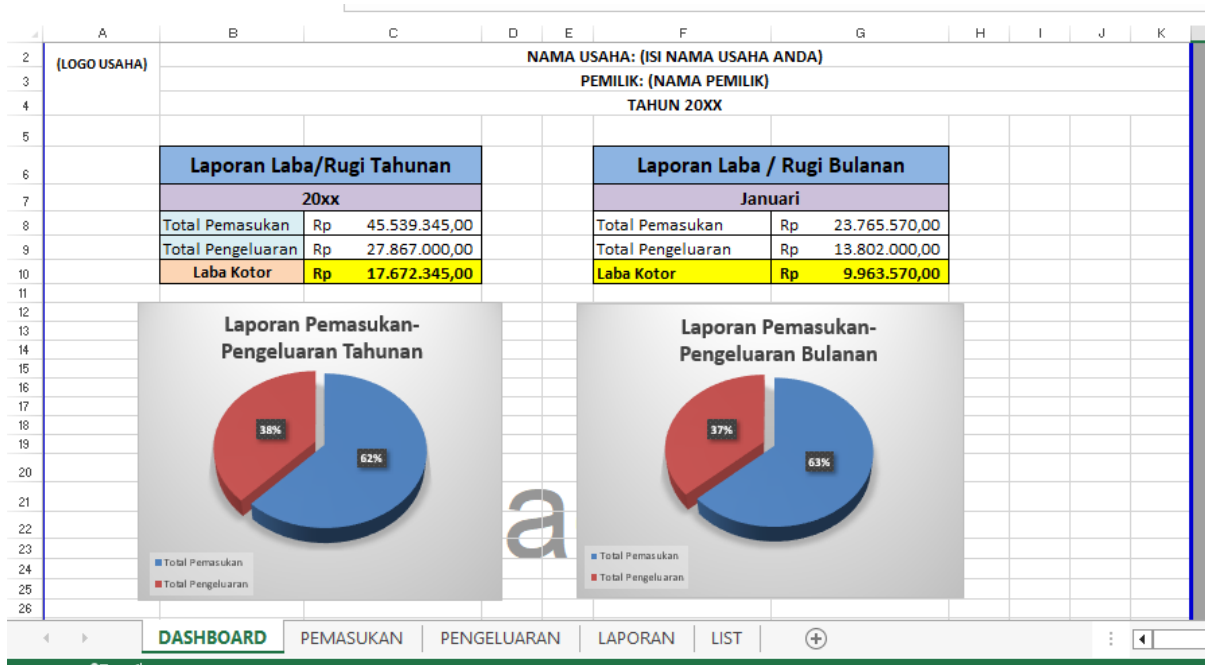 A B C D E F G H I J K
2 (LOGO USAHA) NAMA USAHA: (ISI NAMA USAHA ANDA)
3 PEMILIK: (NAMA PEMILIK)
4 TAHUN 20XX
5
6 Laporan Laba/Rugi Tahunan Laporan Laba / Rugi Bulanan
7 20xx Januari
8 Total Pemasukan Rp 45.539.345,00 Total Pemasukan Rp 23.765.570,00
9 Total Pengeluaran Rp 27.867.000,00 Total Pengeluaran Rp 13.802.000,00
10 Laba Kotor Rp 17.672.345,00 Laba Kotor Rp 9.963.570,00
11
12
13
14
15
16
17
18
19
20
21
22
23
24
25
26
Laporan Pemasukan-
Pengeluaran Tahunan
38%
62%
Total Pemasukan
Total Pengeluaran
Laporan Pemasukan-
Pengeluaran Bulanan
37%
63%
Total Pemasukan
Total Pengeluaran
a
DASHBOARD PEMASUKAN PENGELUARAN LAPORAN LIST